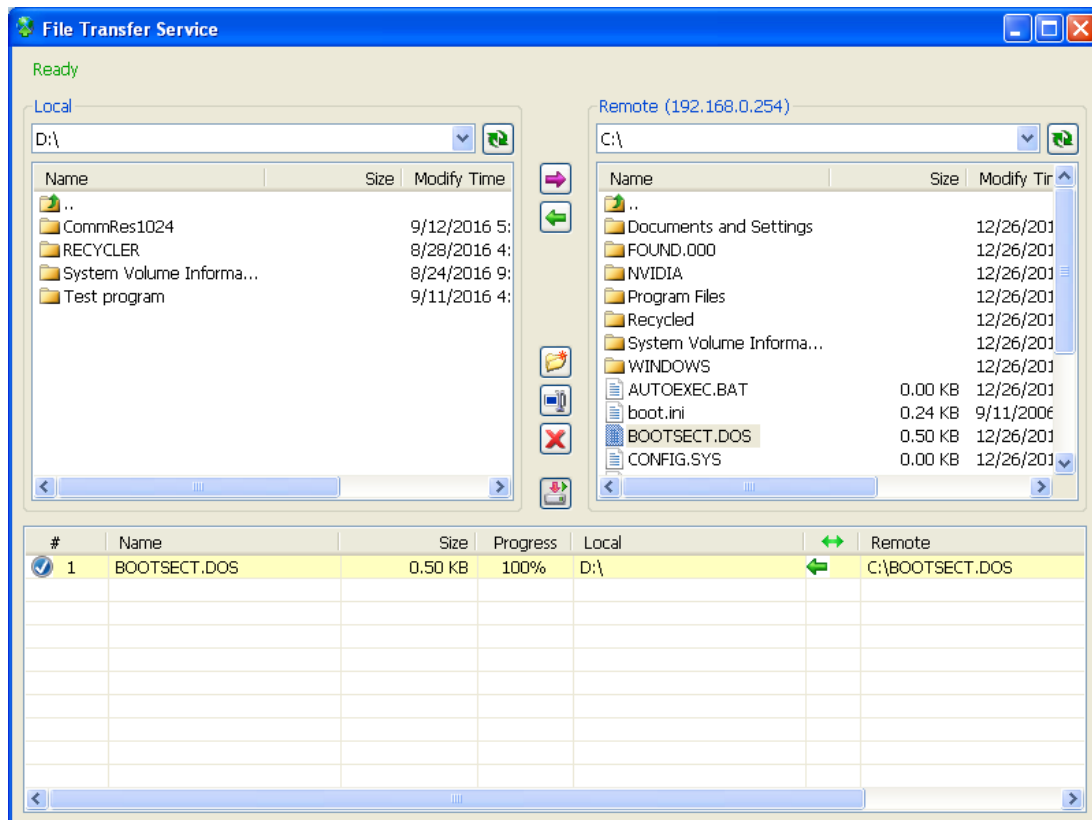 File Transfer Service
Ready
Local
D:\
Name Size Modify Time
..
CommRes1024 9/12/2016 5:
RECYCLER 8/28/2016 4:
System Volume Informa... 8/24/2016 9:
Test program 9/11/2016 4:
Remote (192.168.0.254)
C:\
Name Size Modify Tir
..
Documents and Settings 12/26/201
FOUND.000 12/26/201
NVIDIA 12/26/201
Program Files 12/26/201
Recycled 12/26/201
System Volume Informa... 12/26/201
WINDOWS 12/26/201
AUTOEXEC.BAT 0.00 KB 12/26/201
boot.ini 0.24 KB 9/11/2006
BOOTSECT.DOS 0.50 KB 12/26/201
CONFIG.SYS 0.00 KB 12/26/201
# Name Size Progress Local Remote
1 BOOTSECT.DOS 0.50 KB 100% D:\ C:\BOOTSECT.DOS